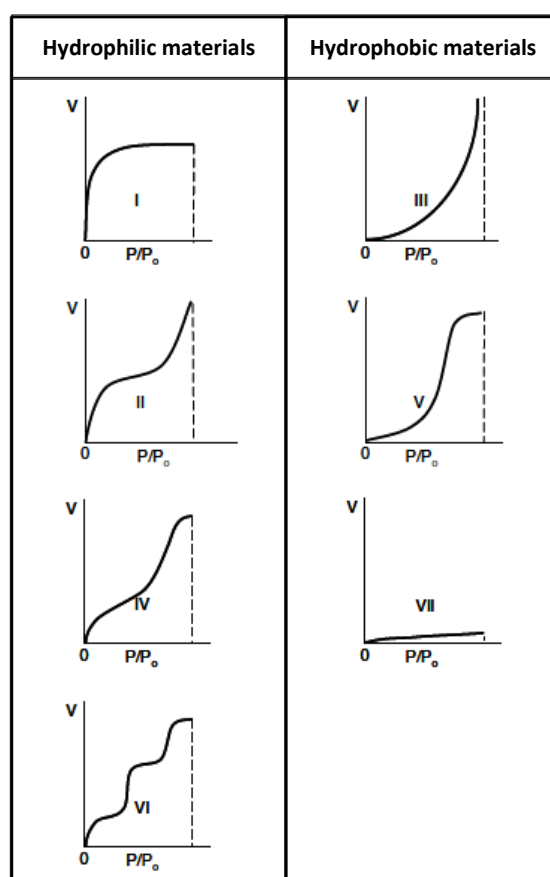 Hydrophilic materials
Hydrophobic materials
V
I
0
P/Pₒ
V
III
0
P/Pₒ
V
II
0
P/Pₒ
V
V
0
P/Pₒ
V
IV
0
P/Pₒ
V
VII
0
P/Pₒ
V
VI
0
P/Pₒ